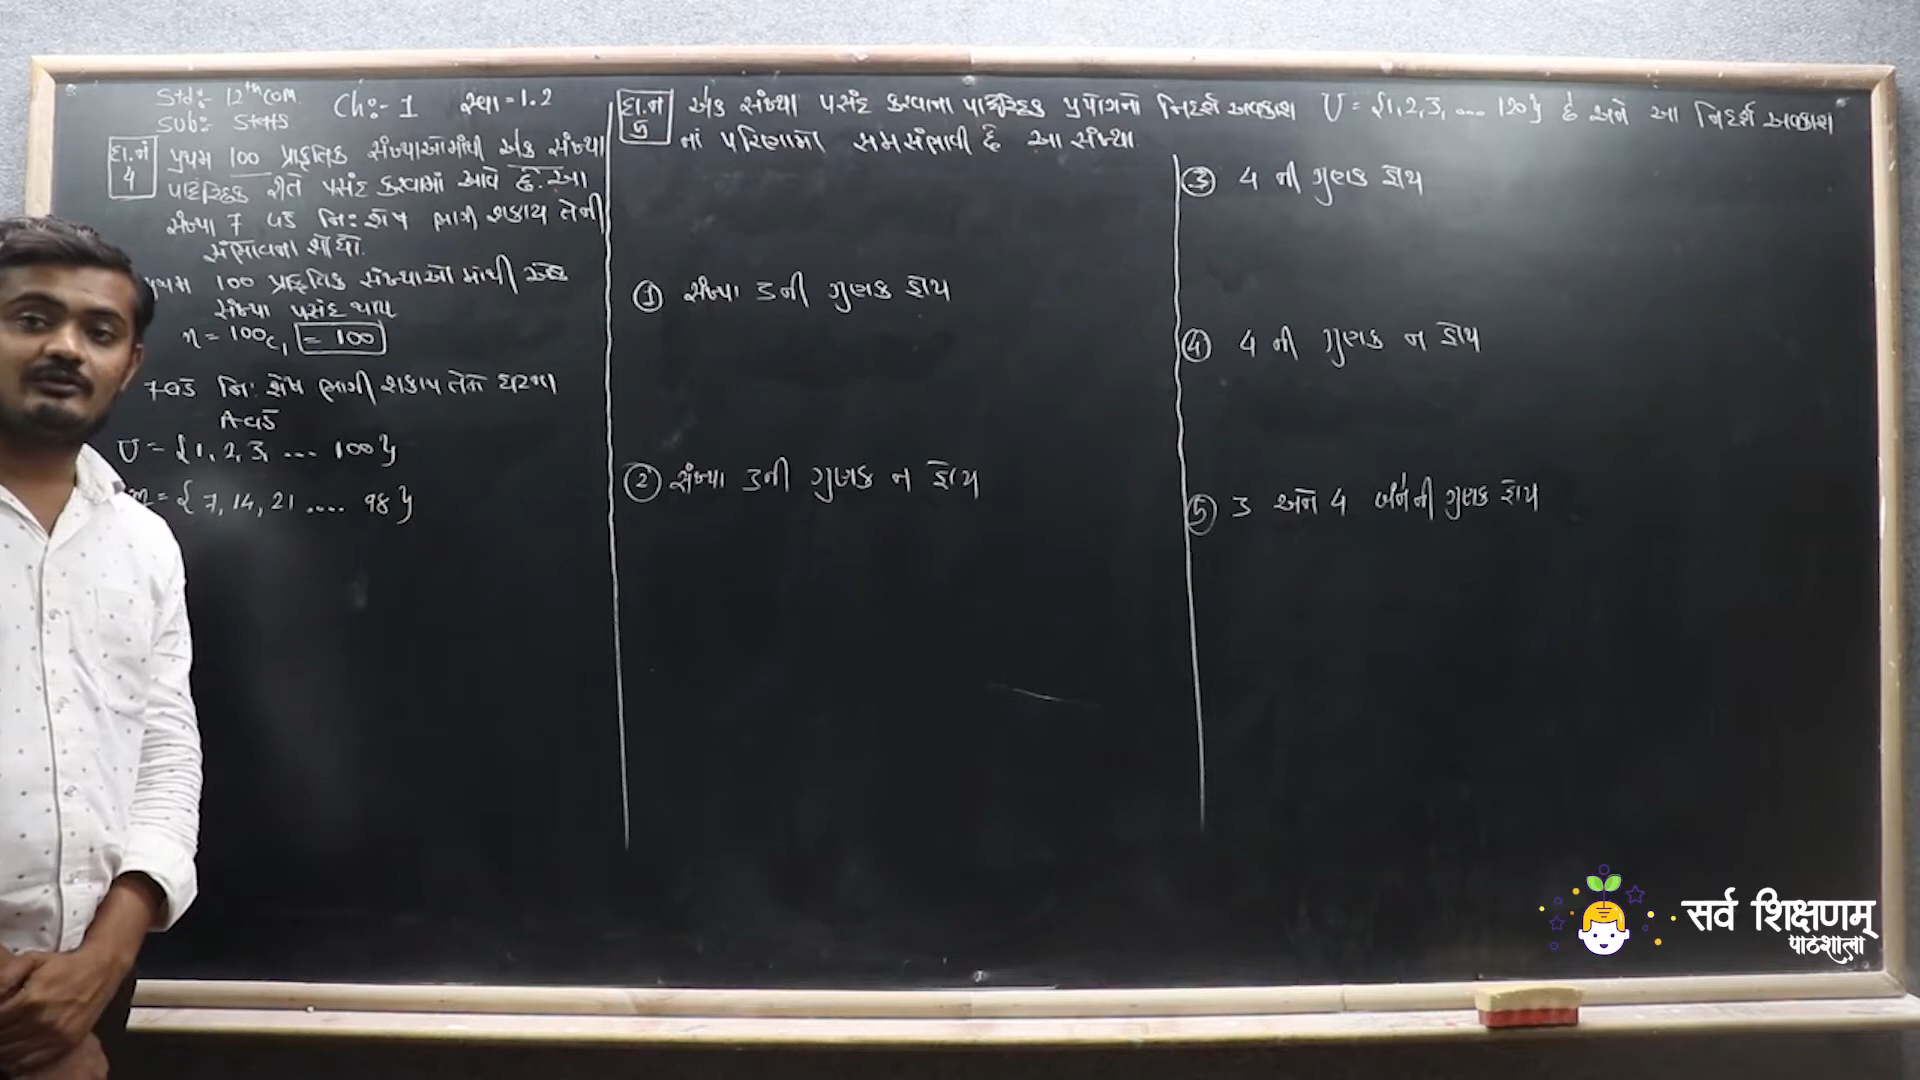 Std:- 12th com
Sub:- Stats
Ch:- 1 સ્વા = 1.2
દા.નં 4
પ્રથમ 100 પ્રાકૃતિક સંખ્યાઓમાંથી એક સંખ્યા
યાદચ્છિક રીતે પસંદ કરવામાં આવે છે. આ
સંખ્યા 7 વડે નિ:શેષ ભાગી શકાય તેની
સંભાવના શોધો.
પ્રથમ 100 પ્રાકૃતિક સંખ્યાઓ માંથી એક
સંખ્યા પસંદ થાય
n = 100c1 = 100
7 વડે નિ:શેષ ભાગી શકાય તેમ ઘટના
A વડે
U = {1, 2, 3, ... 100}
m = { 7, 14, 21 .... 98 }
દા.ન 5
એક સંખ્યા પસંદ કરવાના યાદચ્છિક પ્રયોગનો નિદર્શ અવકાશ U = {1, 2, 3, .... 120} છે અને આ નિદર્શ અવકાશ
નાં પરિણામો સમસંભાવી છે આ સંખ્યા
① સંખ્યા 3ની ગુણક હોય
② સંખ્યા 3ની ગુણક ન હોય
③ 4 ની ગુણક હોય
④ 4 ની ગુણક ન હોય
⑤ 3 અને 4 બંનેની ગુણક હોય
सर्व शिक्षणम्
પાઠશાલા